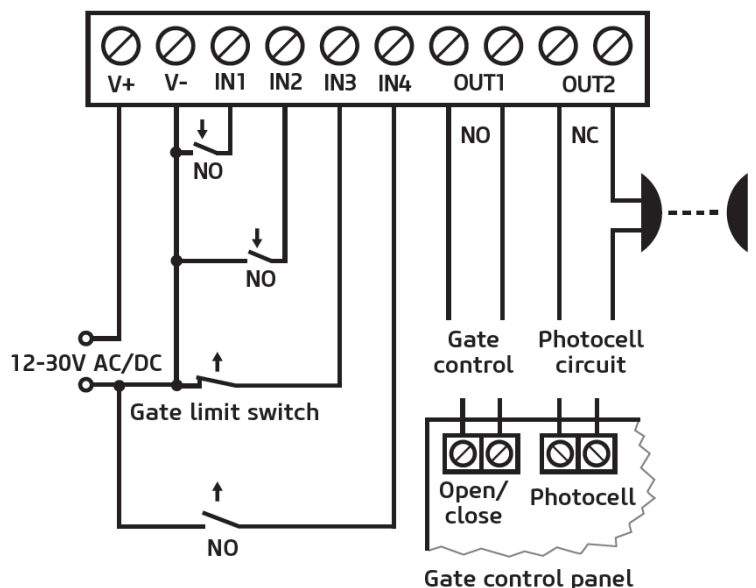 V+ V- IN1 IN2 IN3 IN4 OUT1 OUT2
NO
NO NC
NO
12-30V AC/DC
Gate limit switch
NO
Gate
control
Photocell
circuit
Open/
close
Photocell
Gate control panel